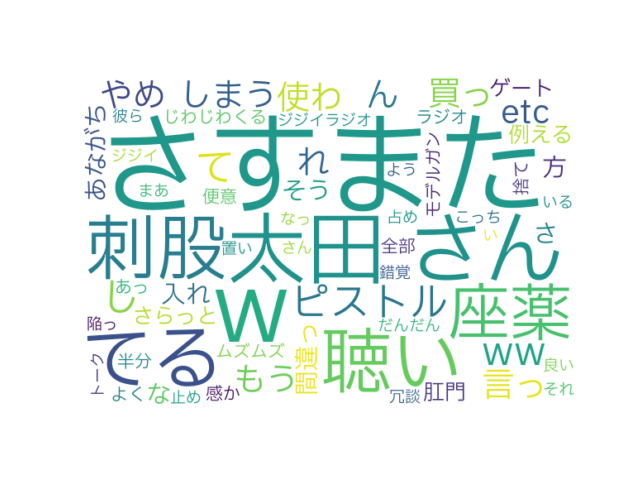 やめ
しまう
使わ
ん
買っ
ゲート
彼ら
じわじわくる
ジジイラジオ
ラジオ
etc
例える
あながち
さすまた
ジジイ
て
れ
よう
モデルガン
捨て
方
まあ
便意
そう
いる
刺股
太田
さん
なっ
占め
こっち
い
さ
置い
さん
全部
錯覚
し
あっ
入れ
w
ピストル
座薬
さらっと
陥っ
てる
聴い
だんだん
ww
トーク
半分
ムズムズ
もう
間違っ
良い
よく
な
止め
感か
冗談
肛門
言っ
それ